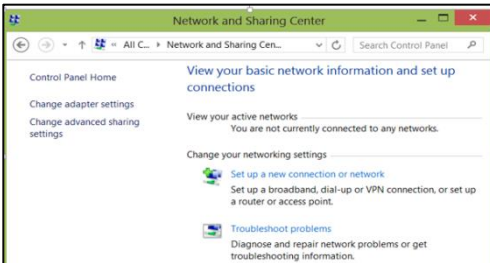 Network and Sharing Center
« All C... ▸ Network and Sharing Cen...
Search Control Panel
Control Panel Home
View your basic network information and set up
connections
Change adapter settings
Change advanced sharing
settings
View your active networks
You are not currently connected to any networks.
Change your networking settings
Set up a new connection or network
Set up a broadband, dial-up or VPN connection, or set up
a router or access point.
Troubleshoot problems
Diagnose and repair network problems or get
troubleshooting information.